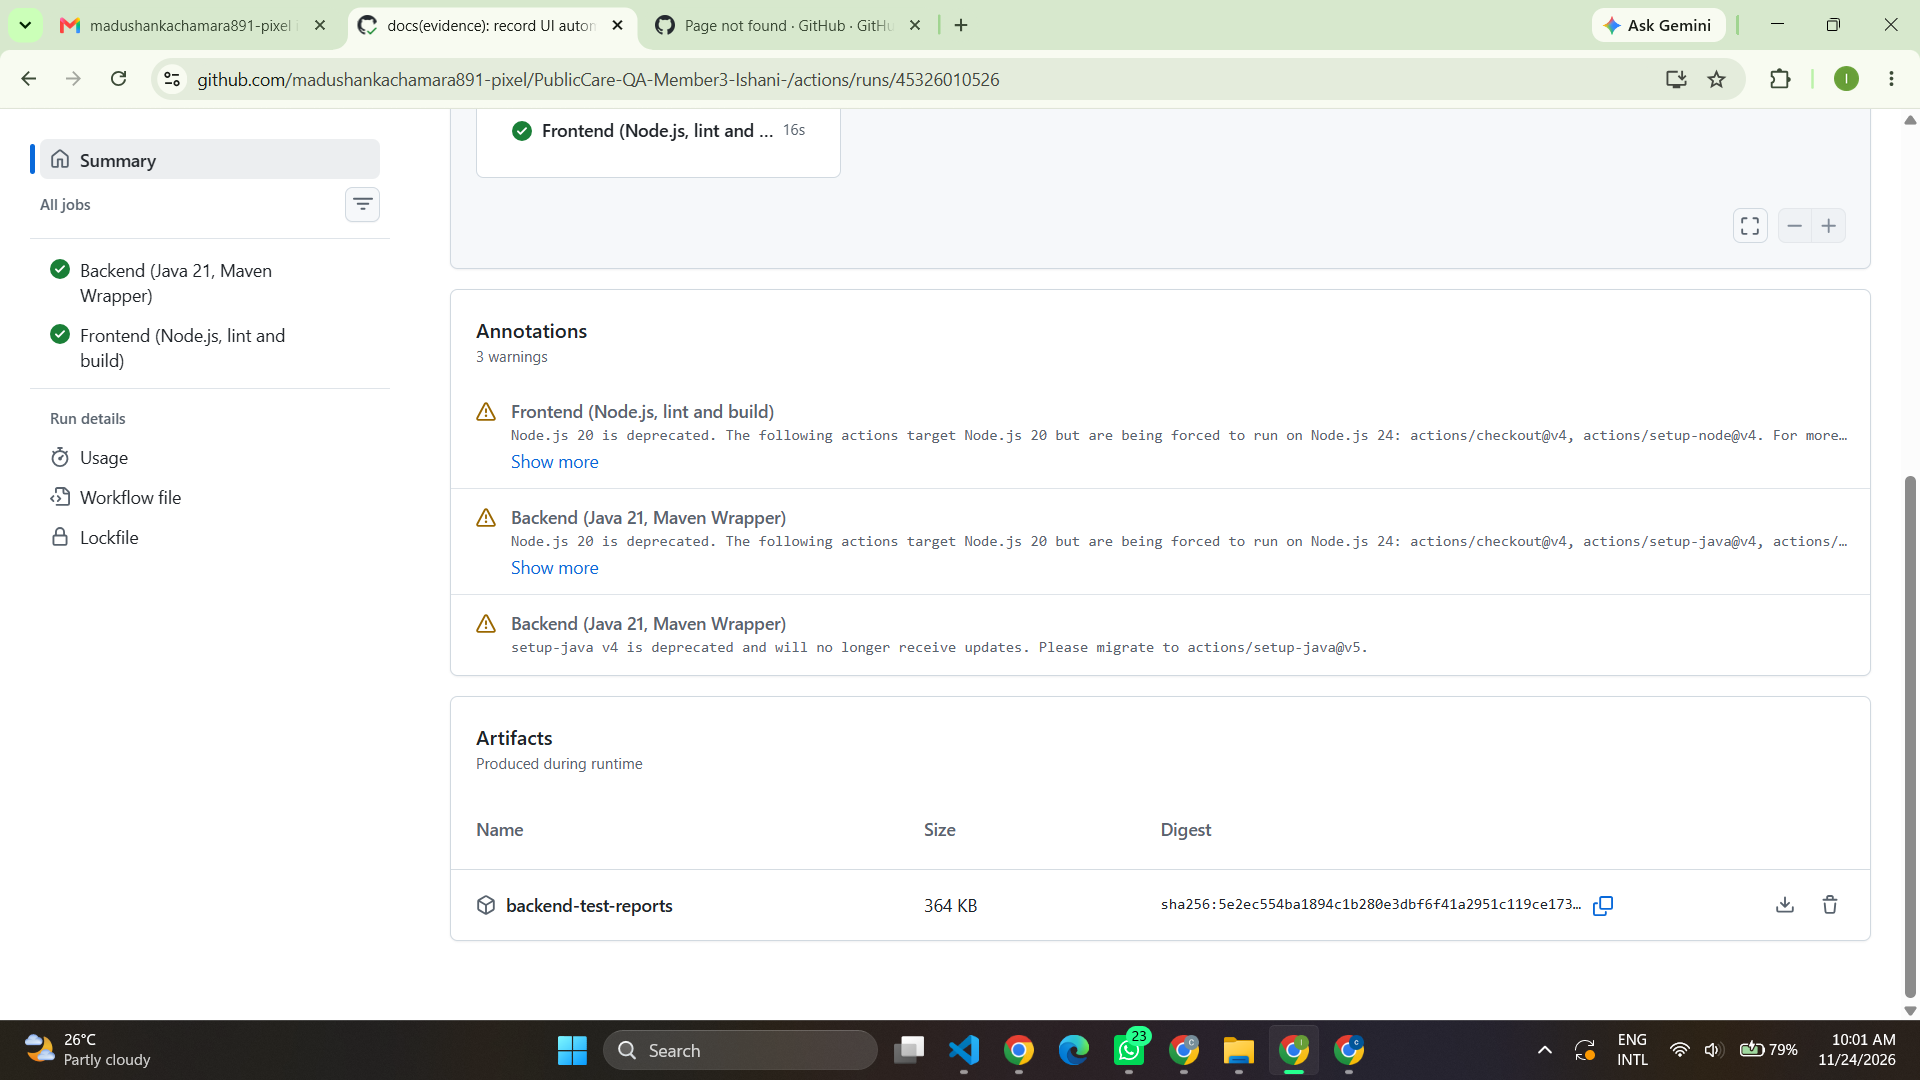 madushankachamara891-pixel i
docs(evidence): record UI autom
Page not found · GitHub · GitHu
Ask Gemini
github.com/madushankachamara891-pixel/PublicCare-QA-Member3-Ishani-/actions/runs/45326010526
I
Summary
All jobs
Backend (Java 21, Maven
Wrapper)
Frontend (Node.js, lint and
build)
Run details
Usage
Workflow file
Lockfile
Frontend (Node.js, lint and ... 16s
Annotations
3 warnings
Frontend (Node.js, lint and build)
Node.js 20 is deprecated. The following actions target Node.js 20 but are being forced to run on Node.js 24: actions/checkout@v4, actions/setup-node@v4. For more…
Show more
Backend (Java 21, Maven Wrapper)
Node.js 20 is deprecated. The following actions target Node.js 20 but are being forced to run on Node.js 24: actions/checkout@v4, actions/setup-java@v4, actions/…
Show more
Backend (Java 21, Maven Wrapper)
setup-java v4 is deprecated and will no longer receive updates. Please migrate to actions/setup-java@v5.
Artifacts
Produced during runtime
Name Size Digest
backend-test-reports 364 KB sha256:5e2ec554ba1894c1b280e3dbf6f41a2951c119ce173…
26°C
Partly cloudy
Search
23
C
I
C
ENG
INTL
79%
10:01 AM
11/24/2026